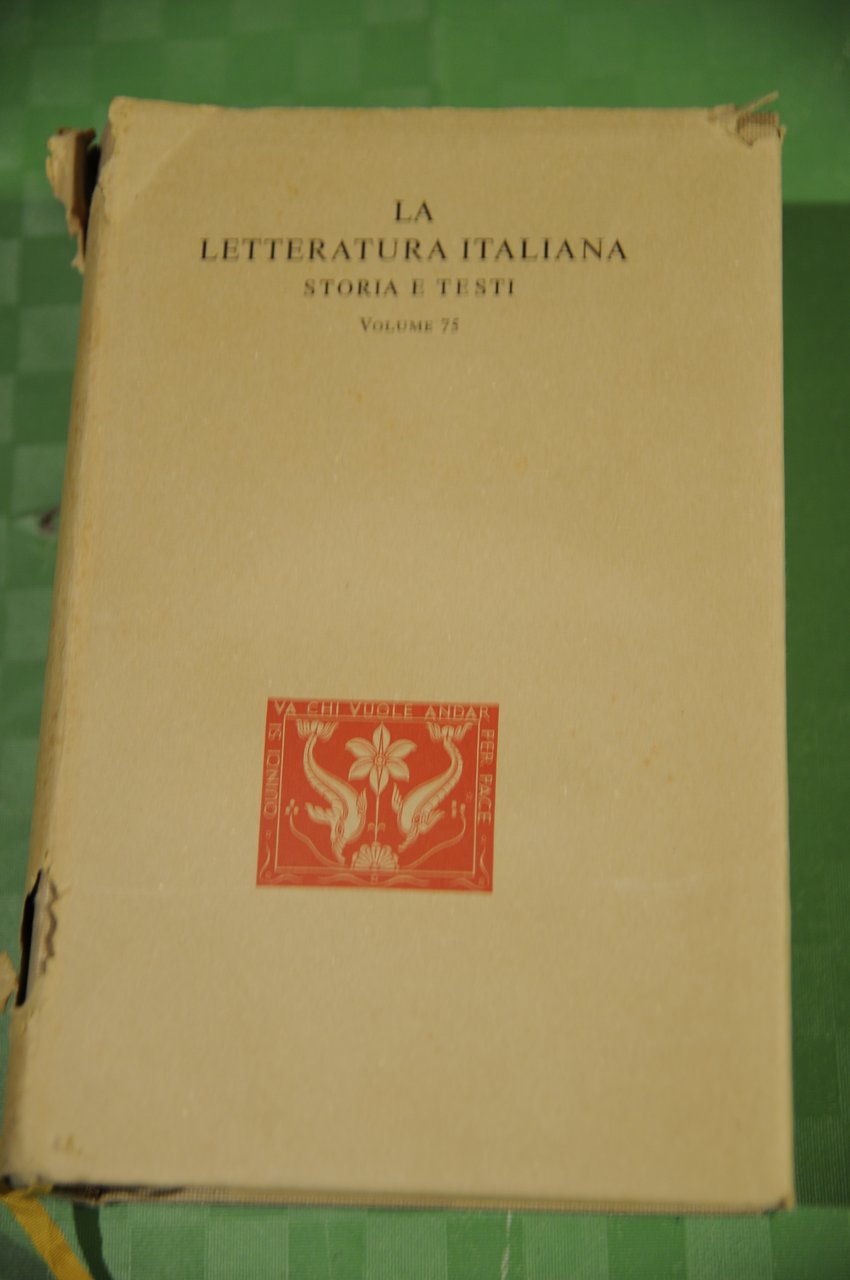 LA
LETTERATURA ITALIANA
STORIA E TESTI
VOLUME 75
QUINCI SI
VA CHI VUOLE ANDAR
PER PACE